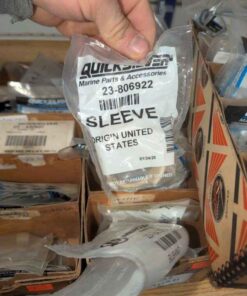 QUICKSILVER
Marine Parts & Accessories
23-806922
SLEEVE
ORIGIN UNITED
STATES